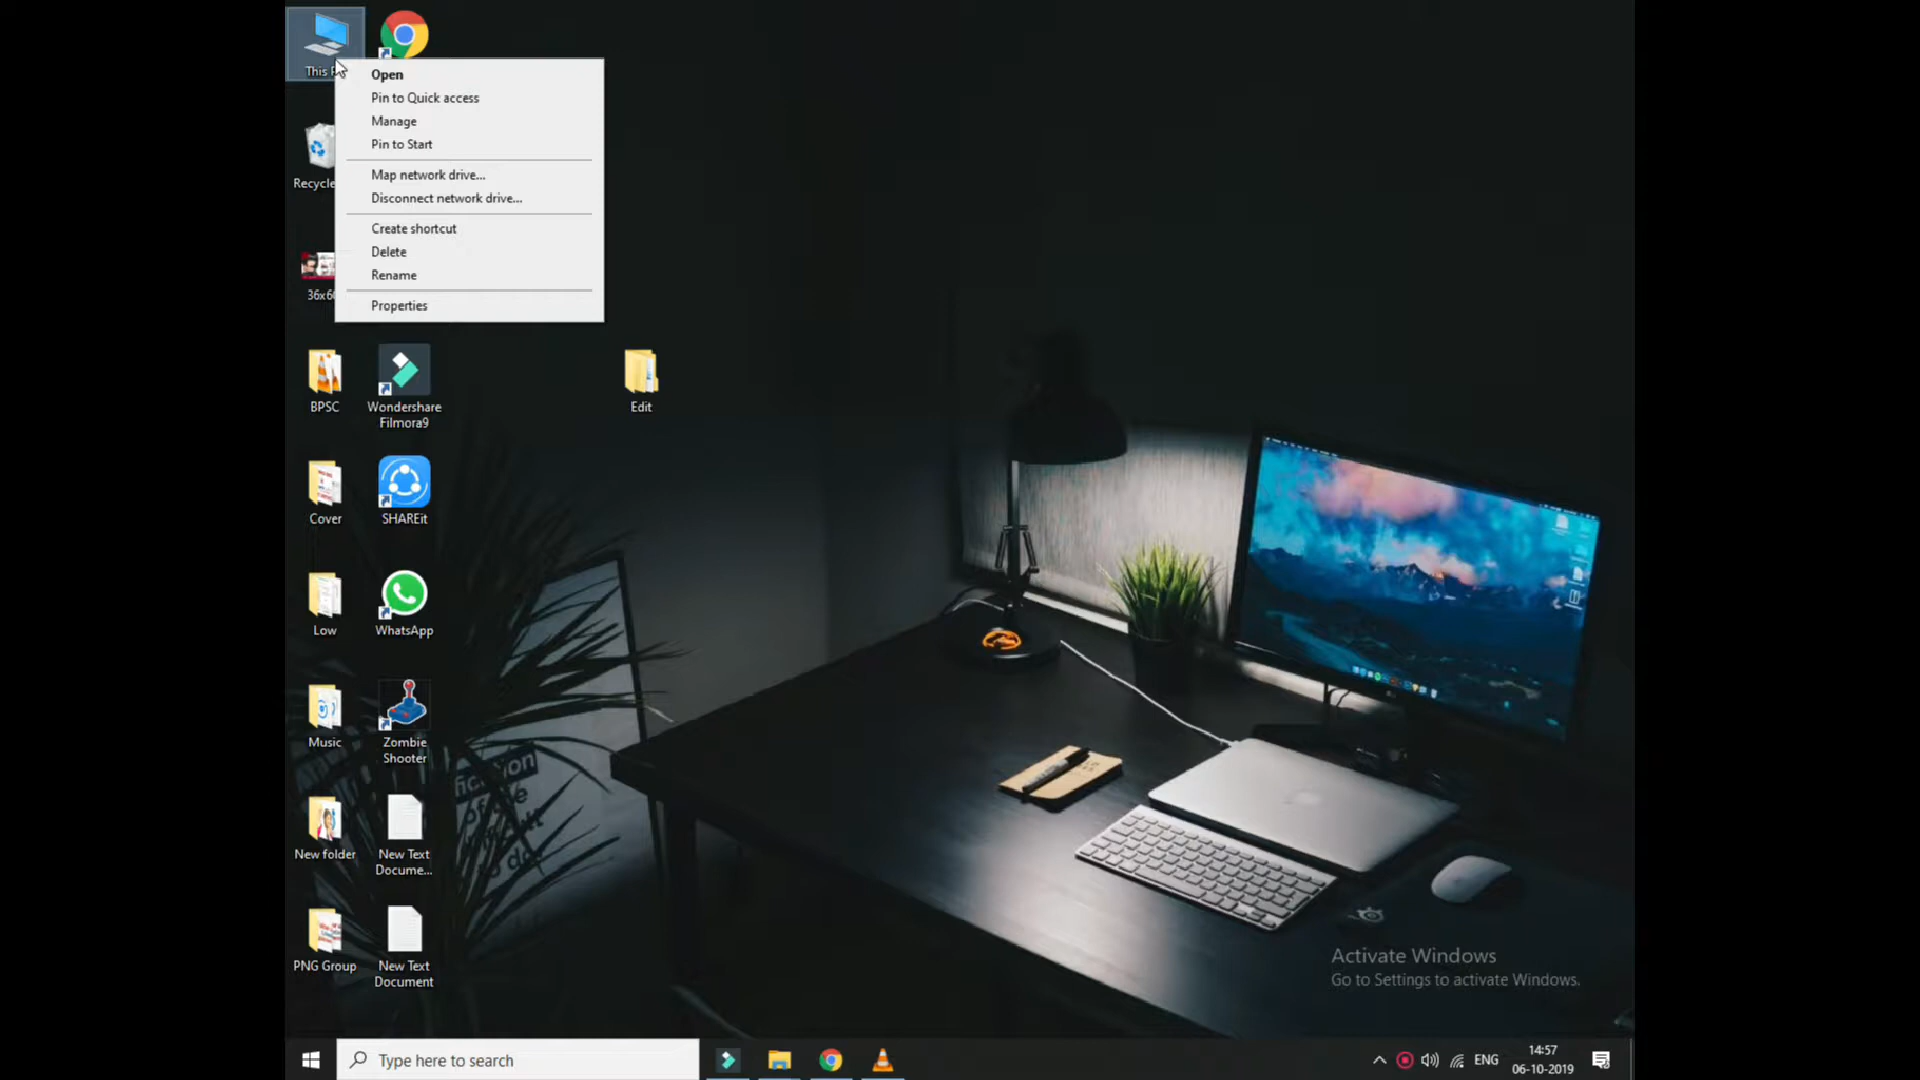 This P
Open
Pin to Quick access
Manage
Pin to Start
Map network drive...
Disconnect network drive...
Create shortcut
Delete
Rename
Properties
Recycle
36x60
BPSC
Wondershare
Filmora9
Edit
Cover
SHAREit
Low
WhatsApp
Music
Zombie
Shooter
New folder
New Text
Docume...
PNG Group
New Text
Document
Activate Windows
Go to Settings to activate Windows.
Type here to search
ENG
14:57
06-10-2019